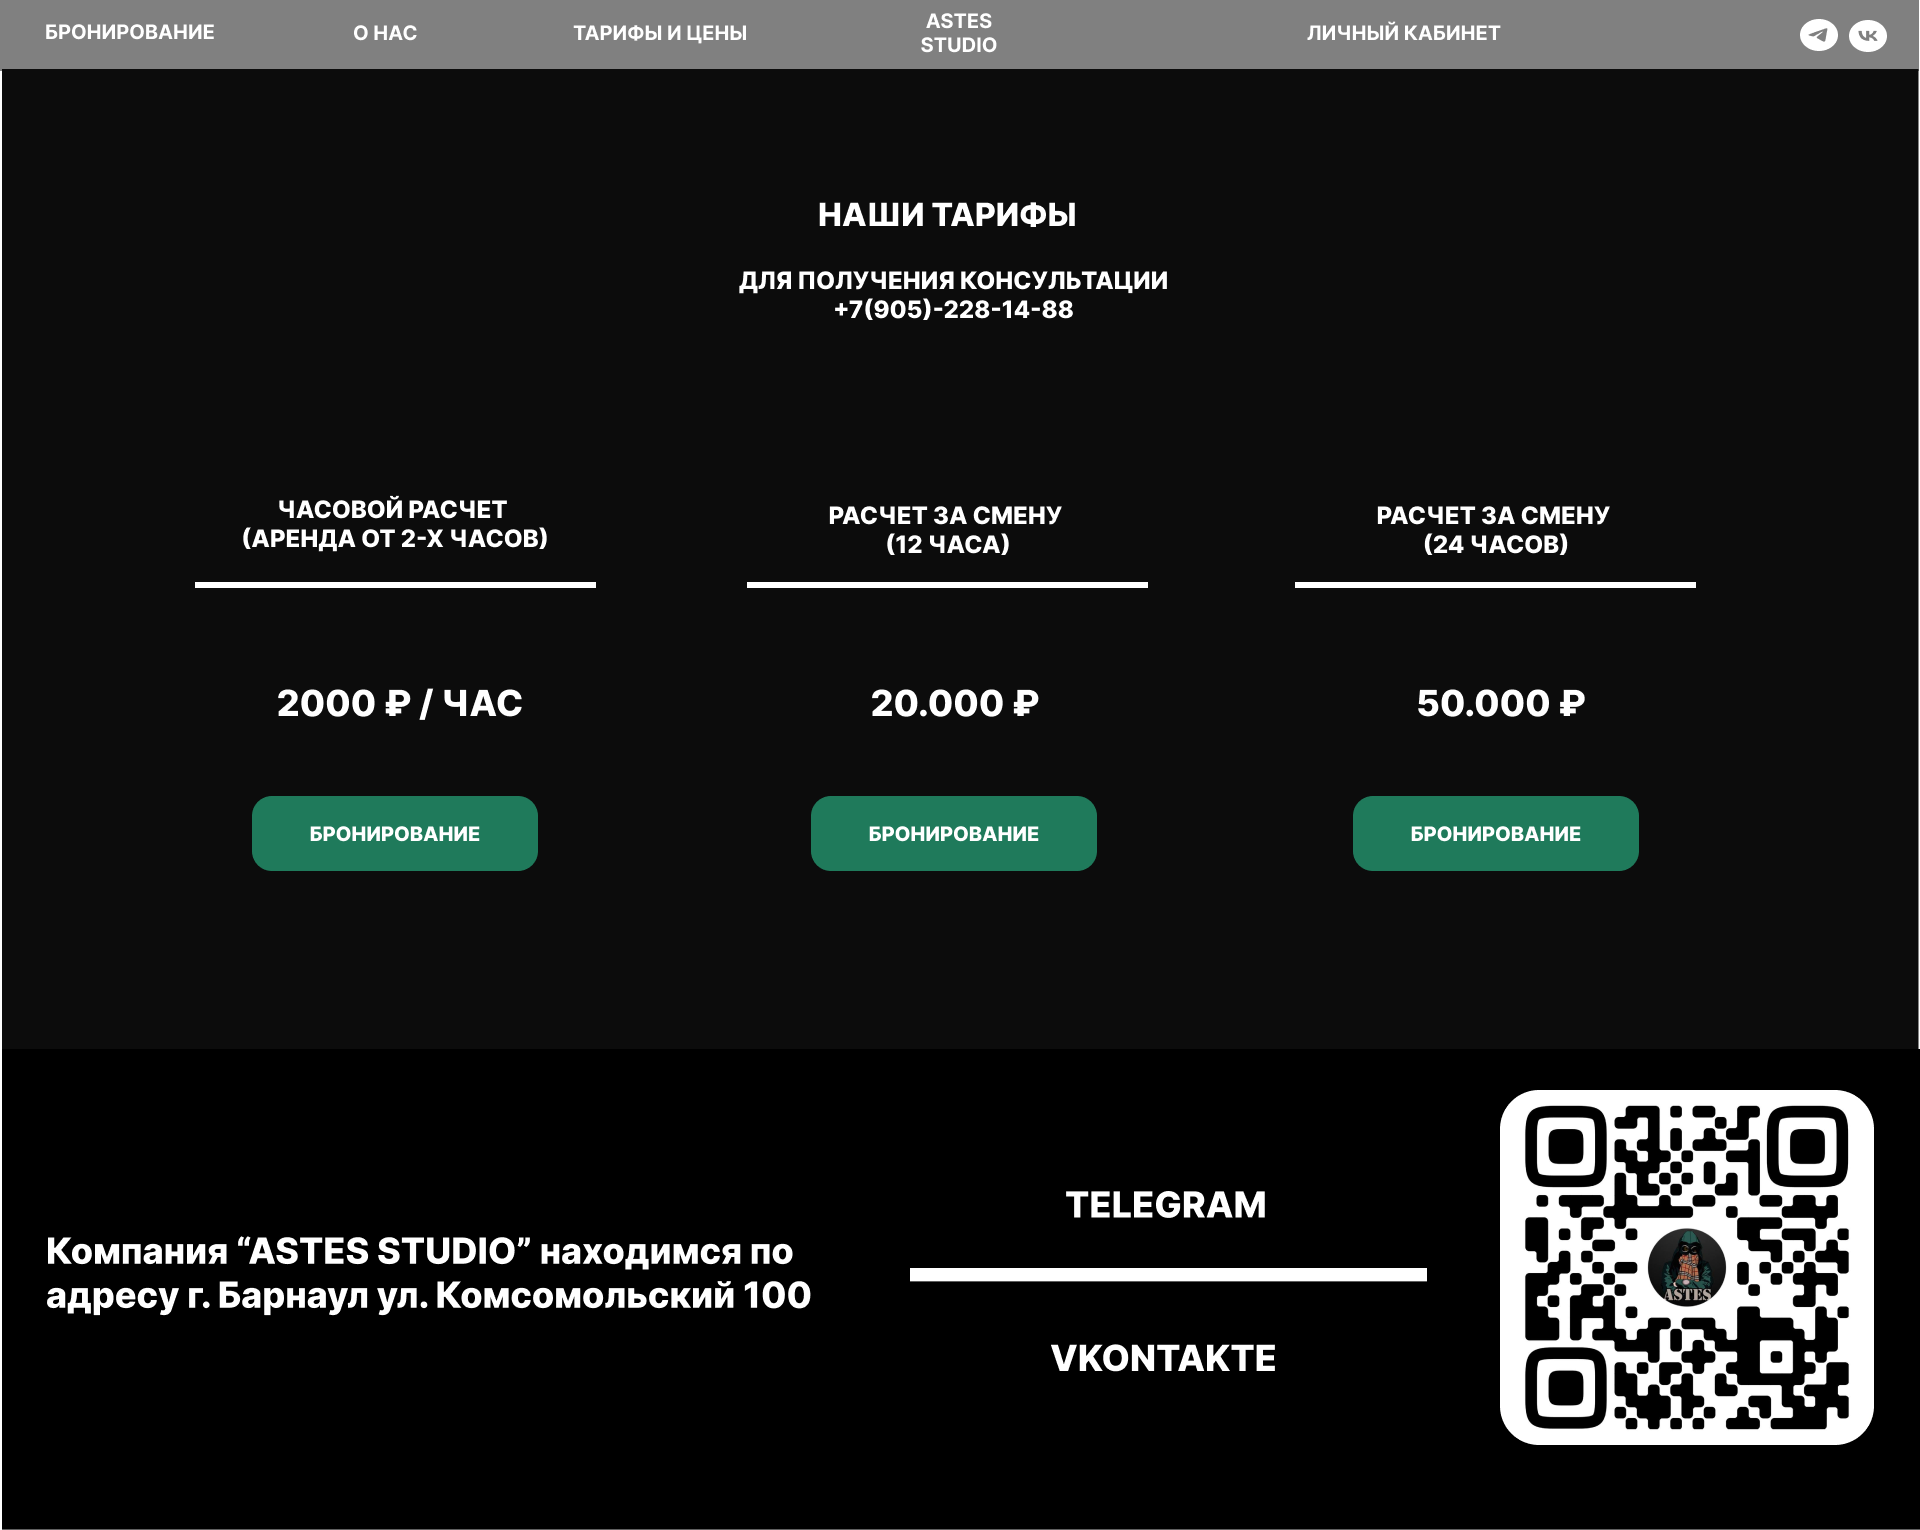 БРОНИРОВАНИЕ
О НАС
ТАРИФЫ И ЦЕНЫ
ASTES
STUDIO
ЛИЧНЫЙ КАБИНЕТ
НАШИ ТАРИФЫ
ДЛЯ ПОЛУЧЕНИЯ КОНСУЛЬТАЦИИ
+7(905)-228-14-88
ЧАСОВОЙ РАСЧЕТ
(АРЕНДА ОТ 2-Х ЧАСОВ)
2000 ₽ / ЧАС
БРОНИРОВАНИЕ
РАСЧЕТ ЗА СМЕНУ
(12 ЧАСА)
20.000 ₽
БРОНИРОВАНИЕ
РАСЧЕТ ЗА СМЕНУ
(24 ЧАСОВ)
50.000 ₽
БРОНИРОВАНИЕ
Компания “ASTES STUDIO” находимся по
адресу г. Барнаул ул. Комсомольский 100
TELEGRAM
VKONTAKTE
ASTES